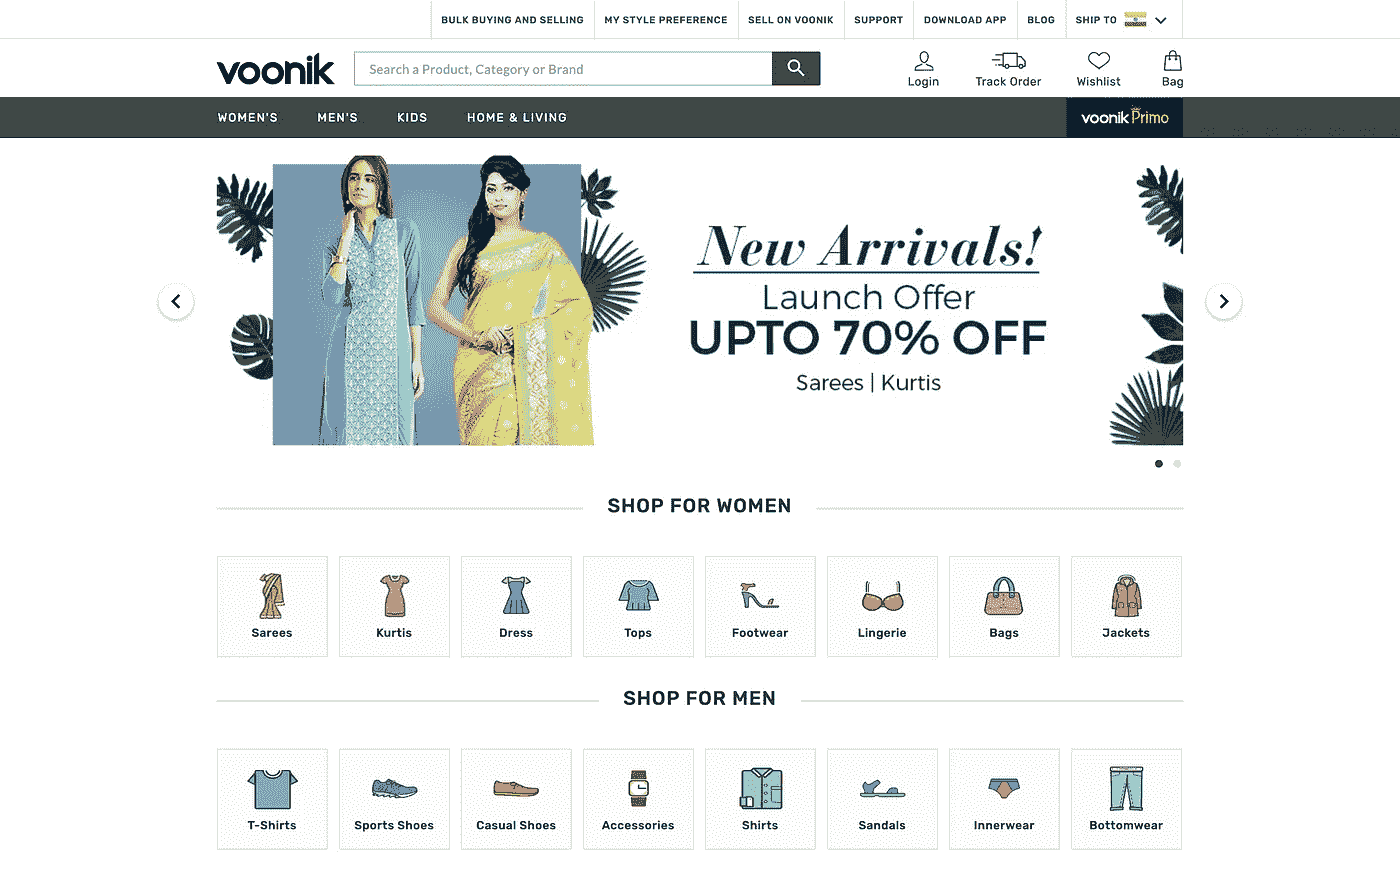 BULK BUYING AND SELLING MY STYLE PREFERENCE SELL ON VOONIK SUPPORT DOWNLOAD APP BLOG SHIP TO
voonik
Search a Product, Category or Brand
Login Track Order Wishlist Bag
WOMEN'S MEN'S KIDS HOME & LIVING
voonik Primo
New Arrivals!
Launch Offer
UPTO 70% OFF
Sarees | Kurtis
SHOP FOR WOMEN
Sarees Kurtis Dress Tops Footwear Lingerie Bags Jackets
SHOP FOR MEN
T-Shirts Sports Shoes Casual Shoes Accessories Shirts Sandals Innerwear Bottomwear